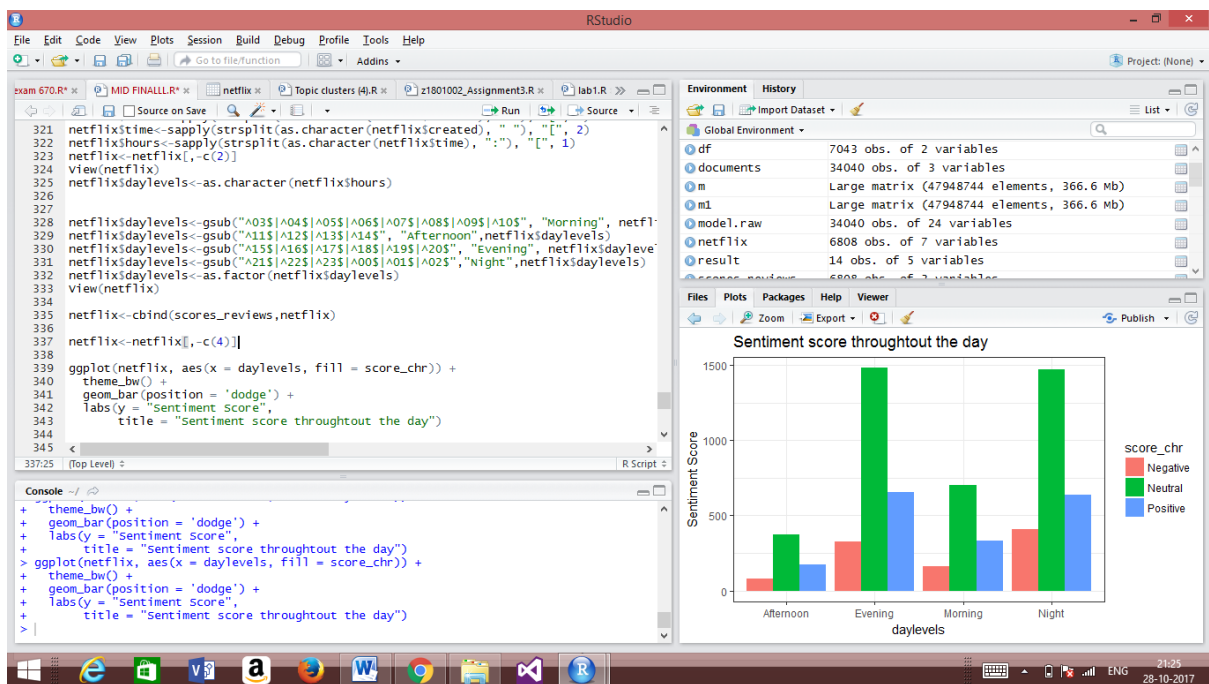 RStudio
File Edit Code View Plots Session Build Debug Profile Tools Help
Go to file/function Addins Project: (None)
exam 670.R* MID FINALLL.R* netflix Topic clusters (4).R z1801002_Assignment3.R lab1.R
Source on Save Run Source
321 netflix$time<-sapply(strsplit(as.character(netflix$created), " "), "[", 2)
322 netflix$hours<-sapply(strsplit(as.character(netflix$time), ":"), "[", 1)
323 netflix<-netflix[,-c(2)]
324 View(netflix)
325 netflix$daylevels<-as.character(netflix$hours)
326
327
328 netflix$daylevels<-gsub("^03$|^04$|^05$|^06$|^07$|^08$|^09$|^10$", "Morning", netfl
329 netflix$daylevels<-gsub("^11$|^12$|^13$|^14$", "Afternoon",netflix$daylevels)
330 netflix$daylevels<-gsub("^15$|^16$|^17$|^18$|^19$|^20$", "Evening", netflix$dayleve
331 netflix$daylevels<-gsub("^21$|^22$|^23$|^00$|^01$|^02$","Night",netflix$daylevels)
332 netflix$daylevels<-as.factor(netflix$daylevels)
333 View(netflix)
334
335 netflix<-cbind(scores_reviews,netflix)
336
337 netflix<-netflix[,-c(4)]
338
339 ggplot(netflix, aes(x = daylevels, fill = score_chr)) +
340 theme_bw() +
341 geom_bar(position = 'dodge') +
342 labs(y = "Sentiment Score",
343 title = "Sentiment score throughtout the day")
344
345
337:25 (Top Level) R Script
Console ~/
+ theme_bw() +
+ geom_bar(position = 'dodge') +
+ labs(y = "Sentiment Score",
+ title = "Sentiment score throughtout the day")
> ggplot(netflix, aes(x = daylevels, fill = score_chr)) +
+ theme_bw() +
+ geom_bar(position = 'dodge') +
+ labs(y = "Sentiment Score",
+ title = "Sentiment score throughtout the day")
>
Environment History
Import Dataset List
Global Environment
df 7043 obs. of 2 variables
documents 34040 obs. of 3 variables
m Large matrix (47948744 elements, 366.6 Mb)
m1 Large matrix (47948744 elements, 366.6 Mb)
model.raw 34040 obs. of 24 variables
netflix 6808 obs. of 7 variables
result 14 obs. of 5 variables
scores_reviews 6808 obs. of 2 variables
Files Plots Packages Help Viewer
Zoom Export Publish
Sentiment score throughtout the day
1500
1000
500
0
Sentiment Score
Afternoon Evening Morning Night
daylevels
score_chr
Negative
Neutral
Positive
ENG
21:25
28-10-2017